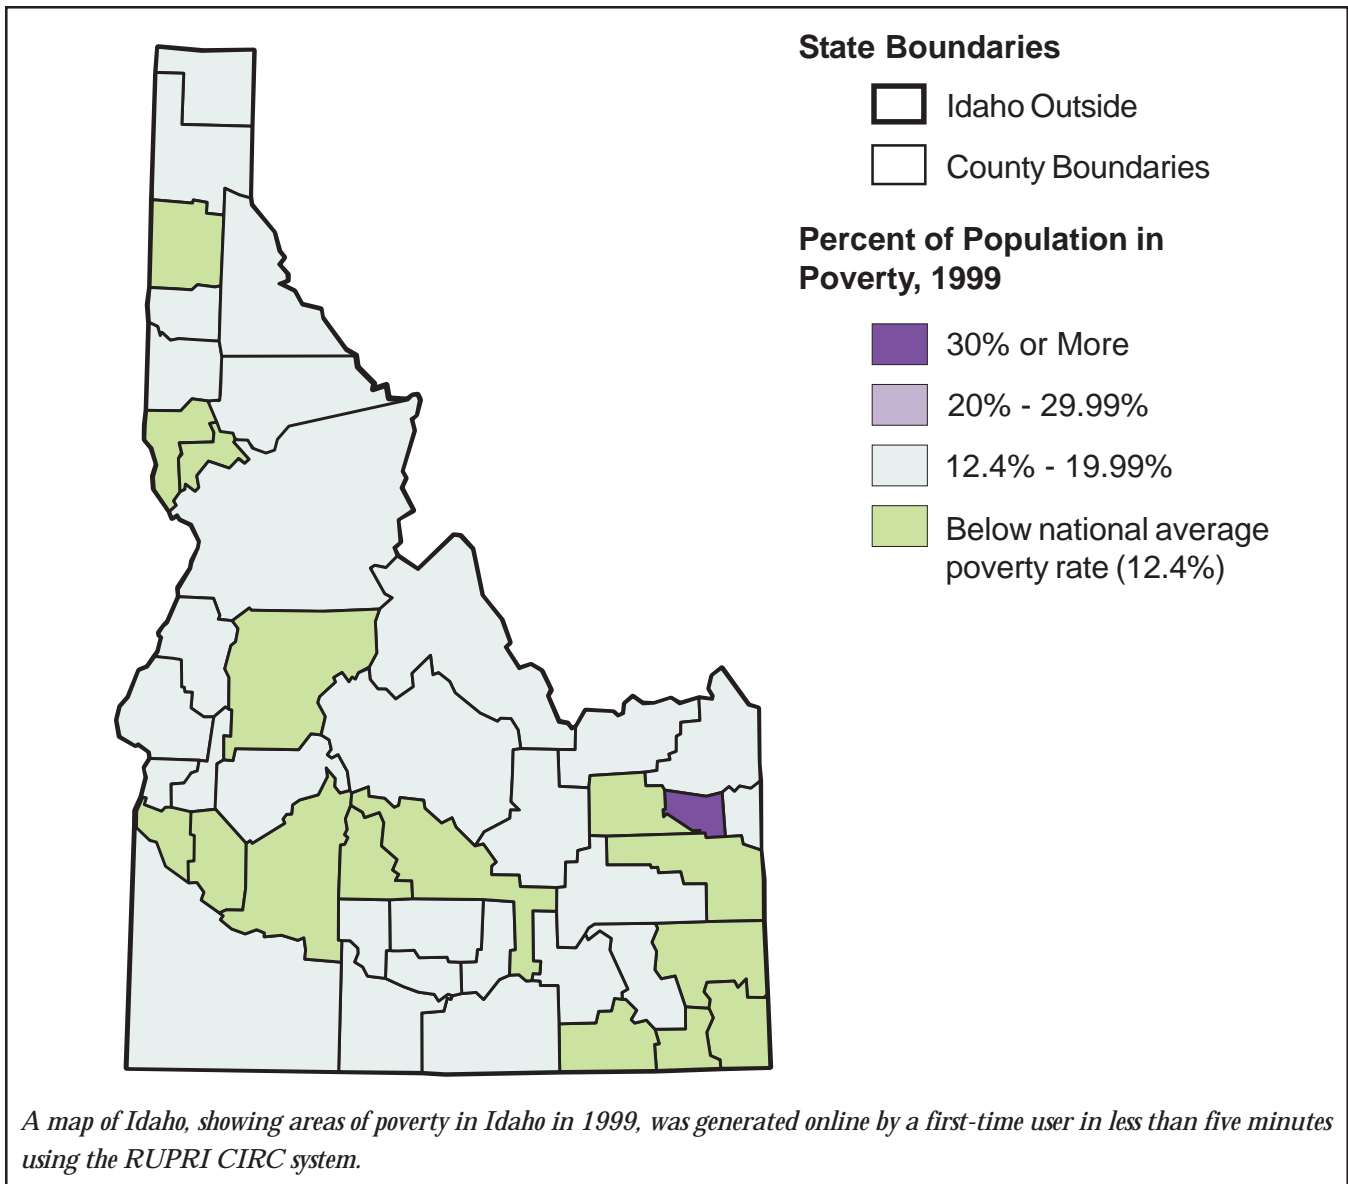 State Boundaries
Idaho Outside
County Boundaries
Percent of Population in
Poverty, 1999
30% or More
20% - 29.99%
12.4% - 19.99%
Below national average
poverty rate (12.4%)
A map of Idaho, showing areas of poverty in Idaho in 1999, was generated online by a first-time user in less than five minutes
using the RUPRI CIRC system.